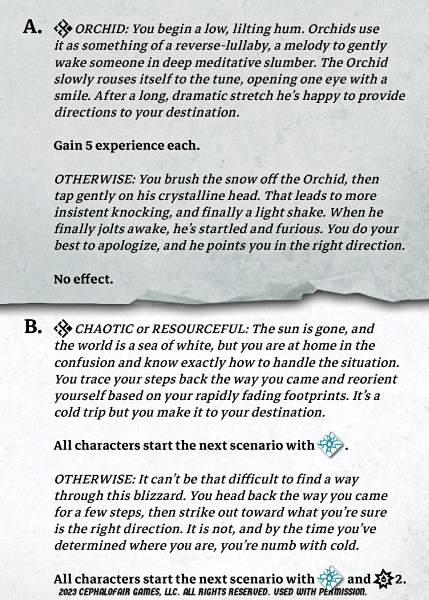 A. ORCHID: You begin a low, lilting hum. Orchids use
it as something of a reverse-lullaby, a melody to gently
wake someone in deep meditative slumber. The Orchid
slowly rouses itself to the tune, opening one eye with a
smile. After a long, dramatic stretch he's happy to provide
directions to your destination.
Gain 5 experience each.
OTHERWISE: You brush the snow off the Orchid, then
tap gently on his crystalline head. That leads to more
insistent knocking, and finally a light shake. When he
finally jolts awake, he's startled and furious. You do your
best to apologize, and he points you in the right direction.
No effect.
B. CHAOTIC or RESOURCEFUL: The sun is gone, and
the world is a sea of white, but you are at home in the
confusion and know exactly how to handle the situation.
You trace your steps back the way you came and reorient
yourself based on your rapidly fading footprints. It's a
cold trip but you make it to your destination.
All characters start the next scenario with .
OTHERWISE: It can't be that difficult to find a way
through this blizzard. You head back the way you came
for a few steps, then strike out toward what you're sure
is the right direction. It is not, and by the time you've
determined where you are, you're numb with cold.
All characters start the next scenario with and 2.
2023 CEPHALOFAIR GAMES, LLC. ALL RIGHTS RESERVED. USED WITH PERMISSION.